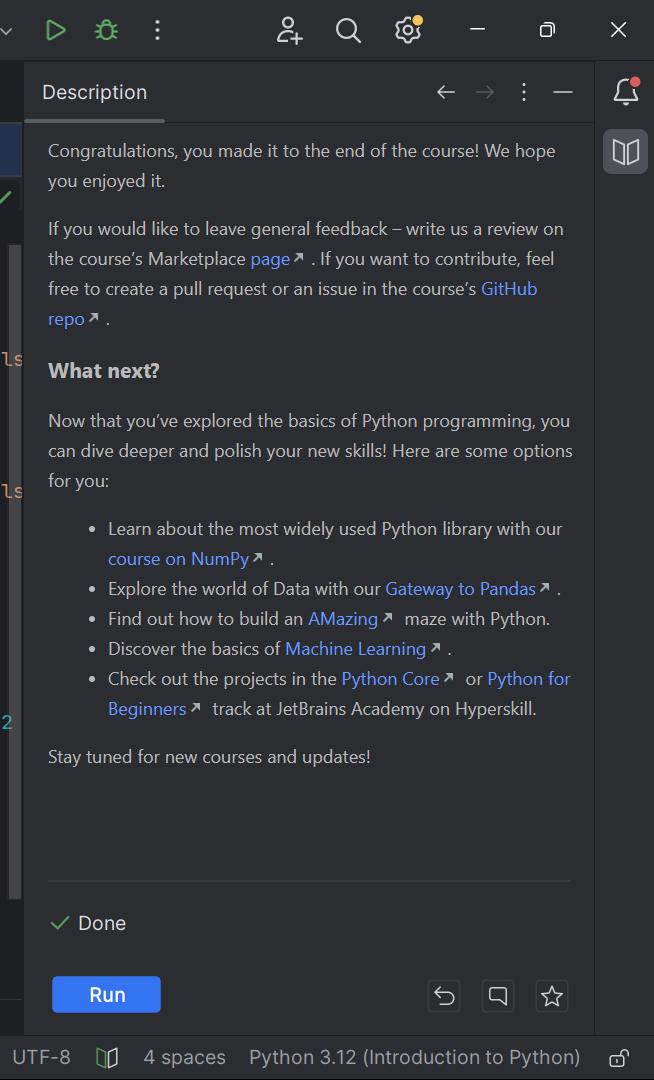 Description
Congratulations, you made it to the end of the course! We hope
you enjoyed it.
If you would like to leave general feedback – write us a review on
the course’s Marketplace page . If you want to contribute, feel
free to create a pull request or an issue in the course’s GitHub
repo .
What next?
Now that you’ve explored the basics of Python programming, you
can dive deeper and polish your new skills! Here are some options
for you:
• Learn about the most widely used Python library with our
course on NumPy .
• Explore the world of Data with our Gateway to Pandas .
• Find out how to build an AMazing maze with Python.
• Discover the basics of Machine Learning .
• Check out the projects in the Python Core or Python for
Beginners track at JetBrains Academy on Hyperskill.
Stay tuned for new courses and updates!
ls
ls
2
Done
Run
UTF-8 4 spaces Python 3.12 (Introduction to Python)